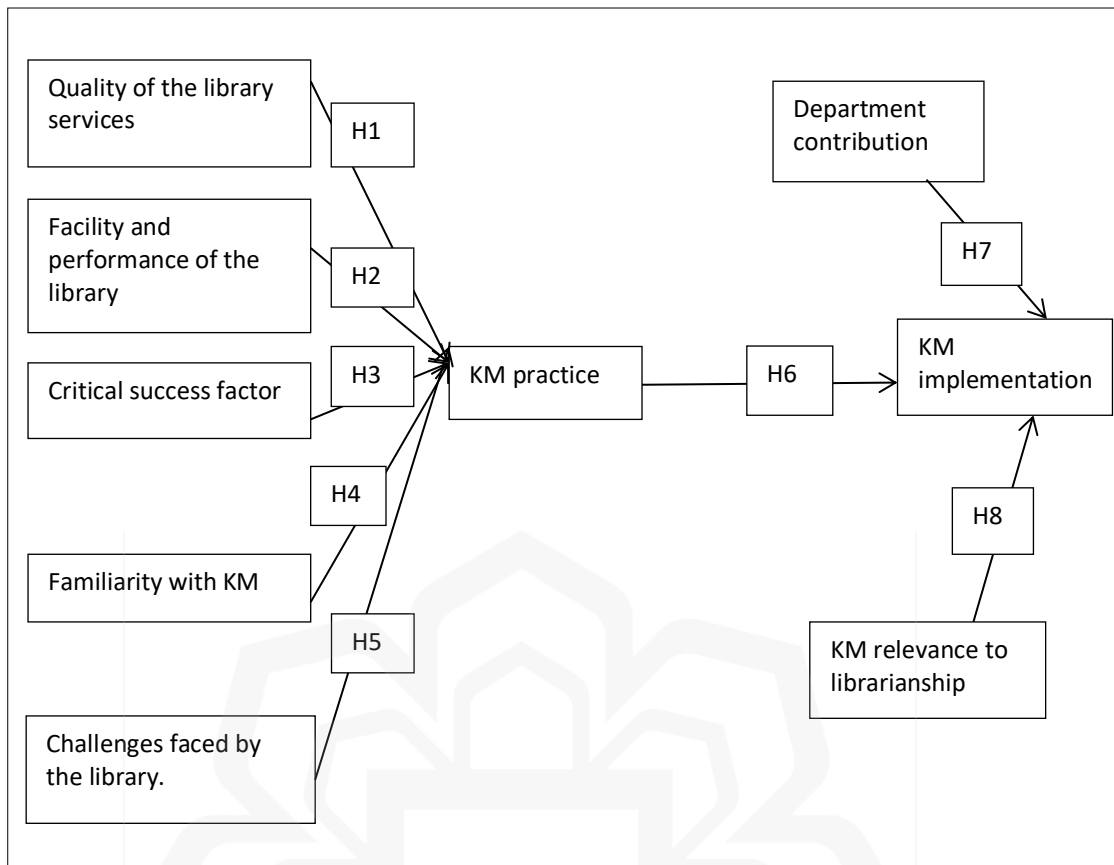 Quality of the library
services
H1
Facility and
performance of the
library
H2
Critical success factor
H3
Familiarity with KM
H4
Challenges faced by
the library.
H5
KM practice
H6
Department
contribution
H7
KM
implementation
H8
KM relevance to
librarianship